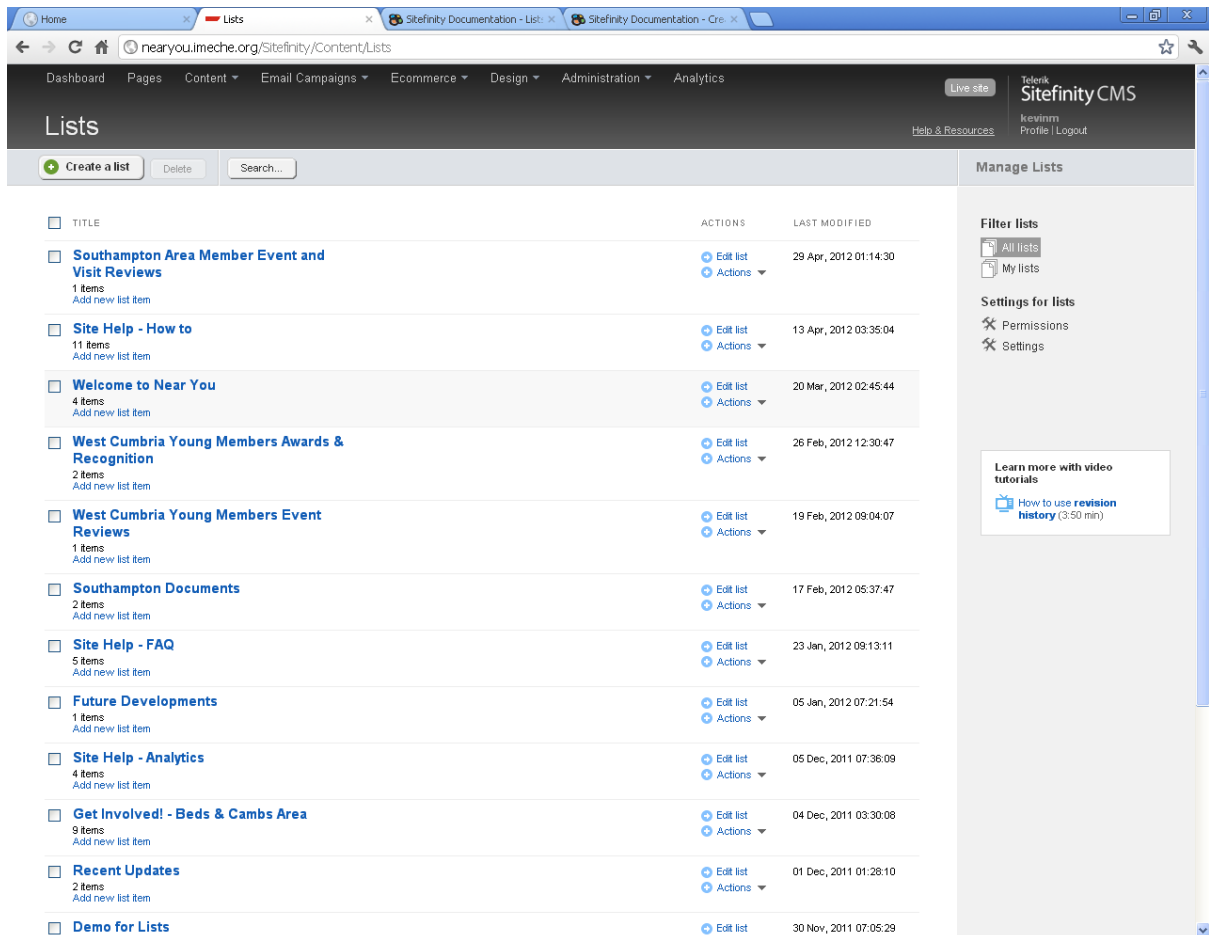 Home
Lists
Sitefinity Documentation - List:
Sitefinity Documentation - Cre
nearyou.imeche.org/Sitefinity/Content/Lists
Dashboard Pages Content Email Campaigns Ecommerce Design Administration Analytics
Live site
Telerik
Sitefinity CMS
kevinm
Profile | Logout
Help & Resources
Lists
Create a list Delete Search...
Manage Lists
TITLE ACTIONS LAST MODIFIED
Southampton Area Member Event and
Visit Reviews
1 items
Add new list item
Edit list
Actions
29 Apr, 2012 01:14:30
Site Help - How to
11 items
Add new list item
Edit list
Actions
13 Apr, 2012 03:35:04
Welcome to Near You
4 items
Add new list item
Edit list
Actions
20 Mar, 2012 02:45:44
West Cumbria Young Members Awards &
Recognition
2 items
Add new list item
Edit list
Actions
26 Feb, 2012 12:30:47
West Cumbria Young Members Event
Reviews
1 items
Add new list item
Edit list
Actions
19 Feb, 2012 09:04:07
Southampton Documents
2 items
Add new list item
Edit list
Actions
17 Feb, 2012 05:37:47
Site Help - FAQ
5 items
Add new list item
Edit list
Actions
23 Jan, 2012 09:13:11
Future Developments
1 items
Add new list item
Edit list
Actions
05 Jan, 2012 07:21:54
Site Help - Analytics
4 items
Add new list item
Edit list
Actions
05 Dec, 2011 07:36:09
Get Involved! - Beds & Cambs Area
9 items
Add new list item
Edit list
Actions
04 Dec, 2011 03:30:08
Recent Updates
2 items
Add new list item
Edit list
Actions
01 Dec, 2011 01:28:10
Demo for Lists
Edit list
30 Nov, 2011 07:05:29
Filter lists
All lists
My lists
Settings for lists
Permissions
Settings
Learn more with video
tutorials
How to use revision
history (3:50 min)